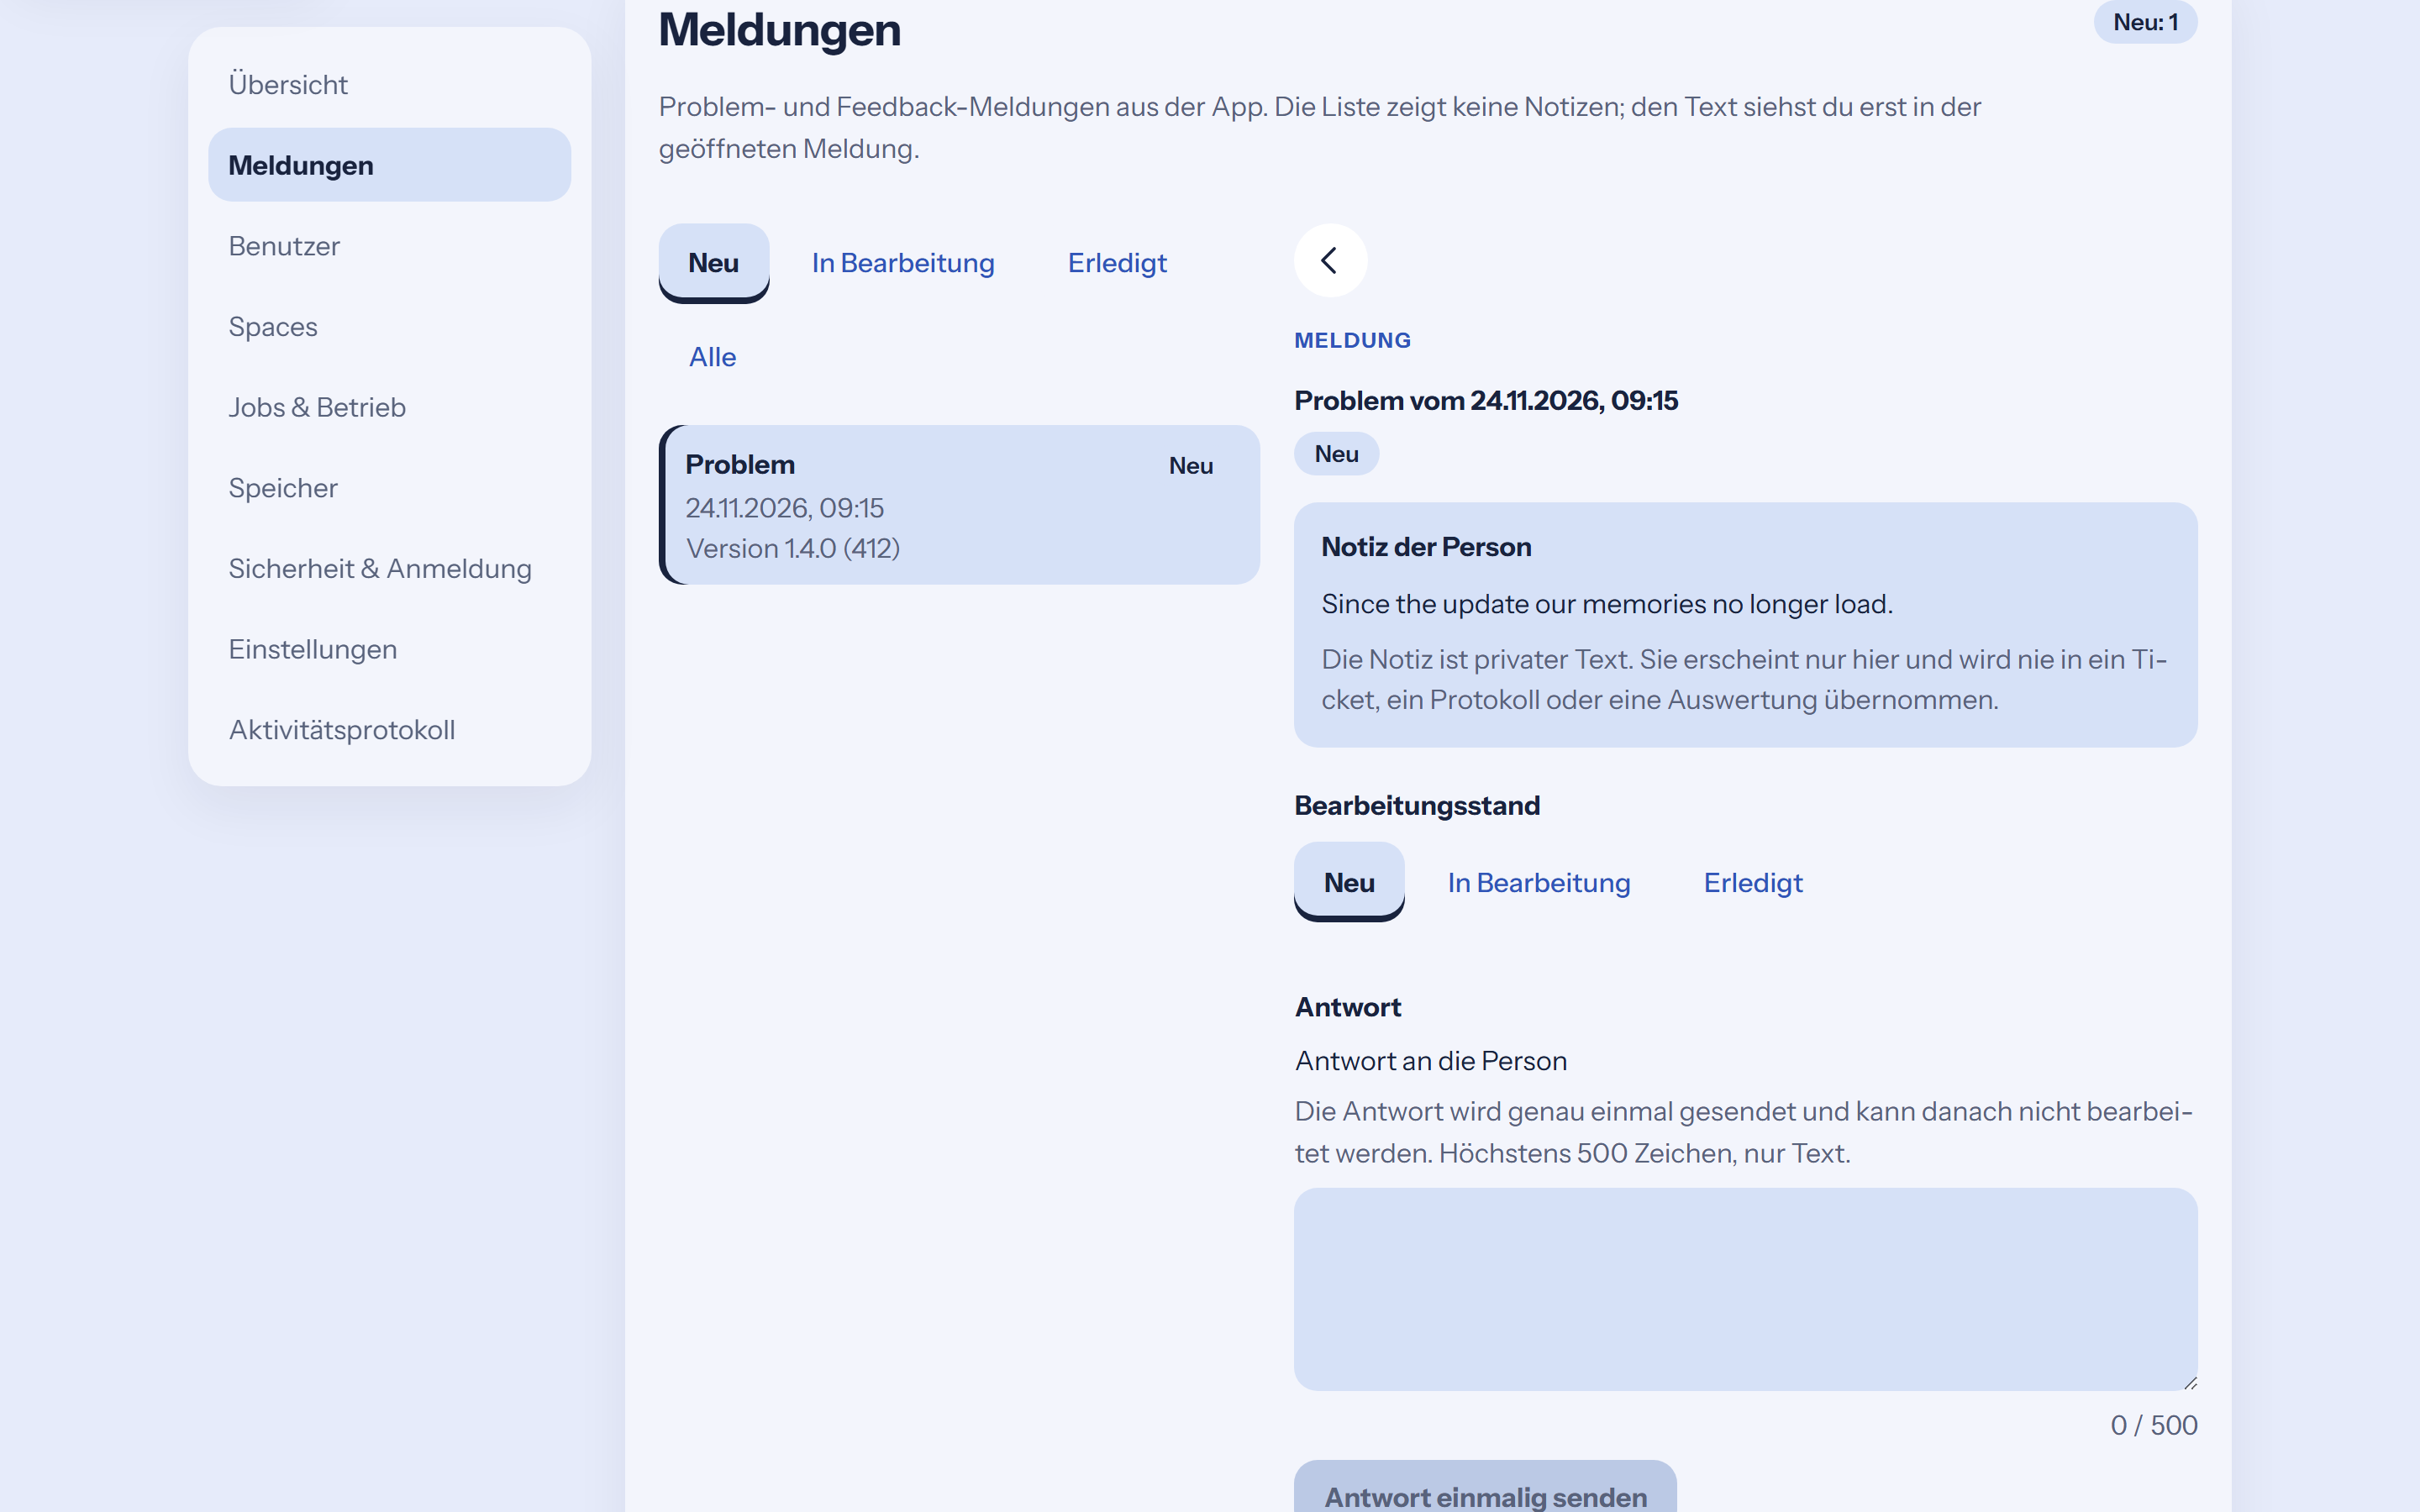 Übersicht
Meldungen
Benutzer
Spaces
Jobs & Betrieb
Speicher
Sicherheit & Anmeldung
Einstellungen
Aktivitätsprotokoll
Meldungen
Neu: 1
Problem- und Feedback-Meldungen aus der App. Die Liste zeigt keine Notizen; den Text siehst du erst in der
geöffneten Meldung.
Neu
In Bearbeitung
Erledigt
Alle
Problem
Neu
24.11.2026, 09:15
Version 1.4.0 (412)
MELDUNG
Problem vom 24.11.2026, 09:15
Neu
Notiz der Person
Since the update our memories no longer load.
Die Notiz ist privater Text. Sie erscheint nur hier und wird nie in ein Ti-
cket, ein Protokoll oder eine Auswertung übernommen.
Bearbeitungsstand
Neu
In Bearbeitung
Erledigt
Antwort
Antwort an die Person
Die Antwort wird genau einmal gesendet und kann danach nicht bearbei-
tet werden. Höchstens 500 Zeichen, nur Text.
0 / 500
Antwort einmalig senden